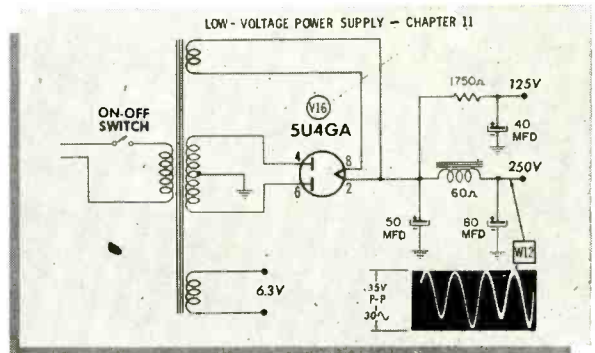 LOW-VOLTAGE POWER SUPPLY — CHAPTER 11
1750Ω
125V
V16
5U4GA
ON-OFF
SWITCH
40
MFD
4
8
6
2
250V
60Ω
50
MFD
80
MFD
W12
6.3V
.35V
P-P
30∿